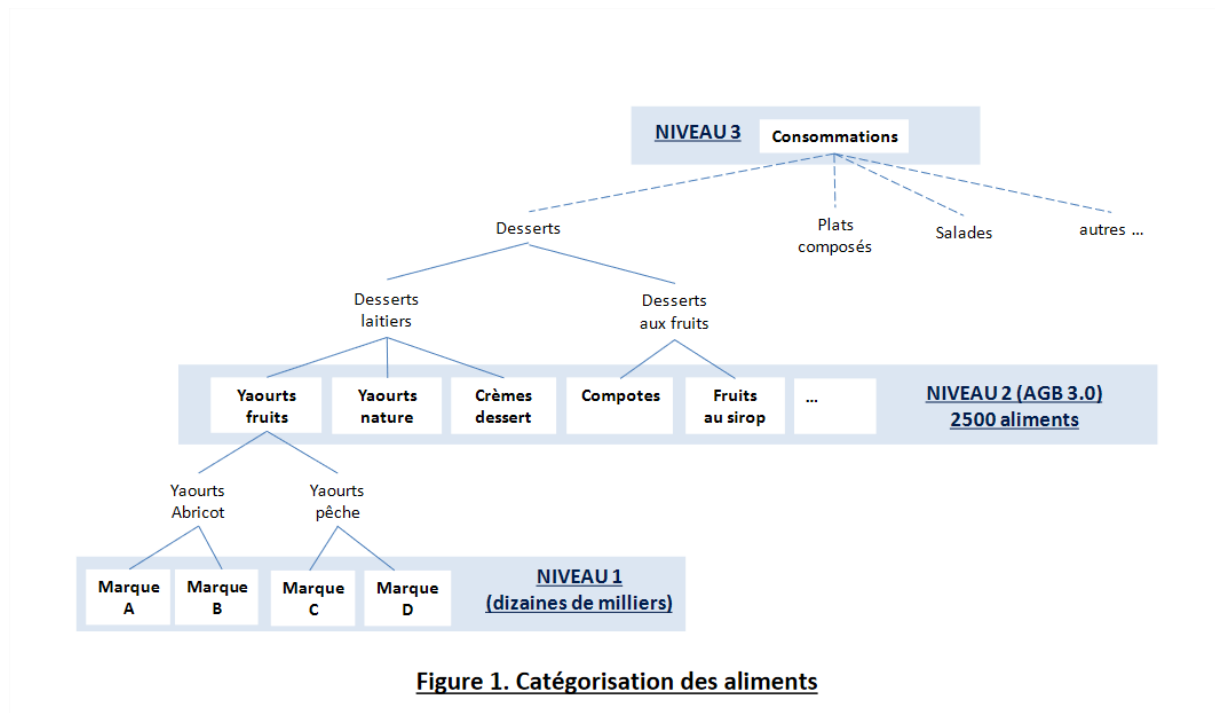 NIVEAU 3
Consommations
Desserts
Plats
composés
Salades
autres ...
Desserts
laitiers
Desserts
aux fruits
Yaourts
fruits
Yaourts
nature
Crèmes
dessert
Compotes
Fruits
au sirop
...
NIVEAU 2 (AGB 3.0)
2500 aliments
Yaourts
Abricot
Yaourts
pêche
Marque
A
Marque
B
Marque
C
Marque
D
NIVEAU 1
(dizaines de milliers)
Figure 1. Catégorisation des aliments